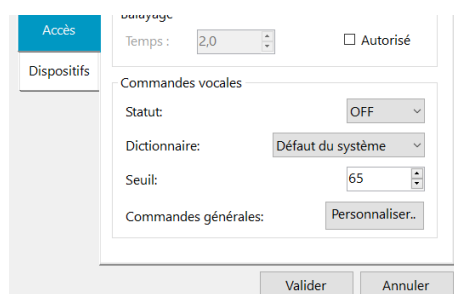 Balayage
Accès
Temps : 2,0 Autorisé
Dispositifs
Commandes vocales
Statut: OFF
Dictionnaire: Défaut du système
Seuil: 65
Commandes générales: Personnaliser..
Valider Annuler